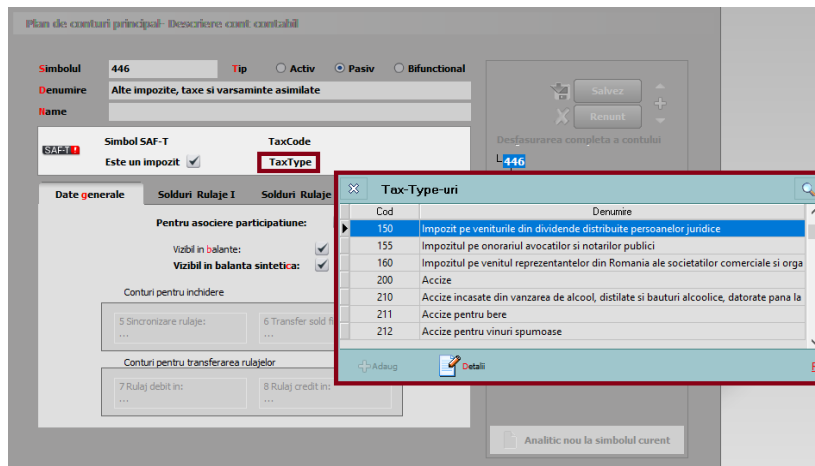 Plan de conturi principal- Descriere cont contabil
Simbolul 446 Tip Activ Pasiv Bifunctional
Denumire Alte impozite, taxe si varsaminte asimilate
Name
Salvez
Renunt
SAF-T Simbol SAF-T TaxCode
Este un impozit TaxType
Desfasurarea completa a contului
446
Date generale Solduri Rulaje I Solduri Rulaje
Pentru asociere participatiune:
Vizibil in balante:
Vizibil in balanta sintetica:
Conturi pentru inchidere
5 Sincronizare rulaje: 6 Transfer sold fi
... ...
Conturi pentru transferarea rulajelor
7 Rulaj debit in: 8 Rulaj credit in:
... ...
Tax-Type-uri
Cod Denumire
150 Impozit pe veniturile din dividende distribuite persoanelor juridice
155 Impozitul pe onorariul avocatilor si notarilor publici
160 Impozitul pe venitul reprezentantelor din Romania ale societatilor comerciale si orga
200 Accize
210 Accize incasate din vanzarea de alcool, distilate si bauturi alcoolice, datorate pana la
211 Accize pentru bere
212 Accize pentru vinuri spumoase
Adaug Detalii
Analitic nou la simbolul curent